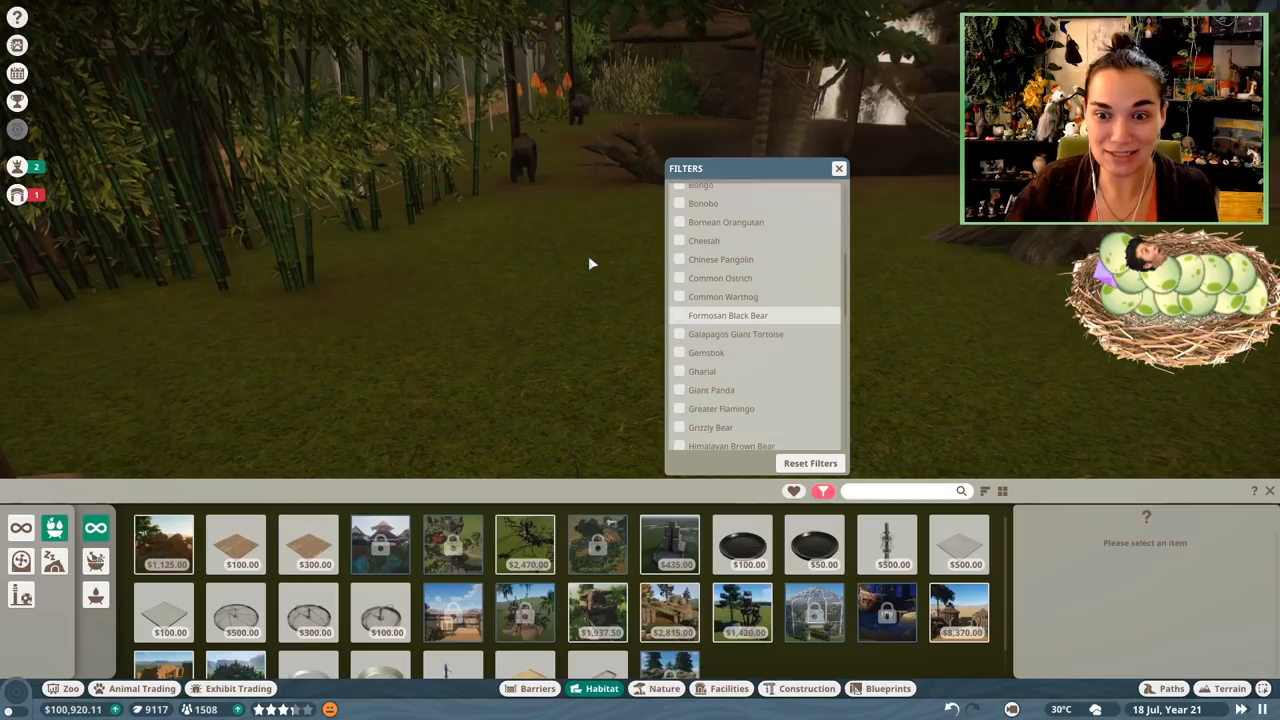 ?
2
1
FILTERS
Bongo
Bonobo
Bornean Orangutan
Cheetah
Chinese Pangolin
Common Ostrich
Common Warthog
Formosan Black Bear
Galapagos Giant Tortoise
Gemsbok
Gharial
Giant Panda
Greater Flamingo
Grizzly Bear
Himalayan Brown Bear
Reset Filters
?
$1,125.00
$100.00
$300.00
$2,470.00
$435.00
$100.00
$50.00
$500.00
$500.00
$100.00
$500.00
$300.00
$100.00
$1,937.50
$2,815.00
$1,420.00
$8,370.00
?
Please select an item
Zoo
Animal Trading
Exhibit Trading
Barriers
Habitat
Nature
Facilities
Construction
Blueprints
Paths
Terrain
$100,920.11
9117
1508
30°C
18 Jul, Year 21